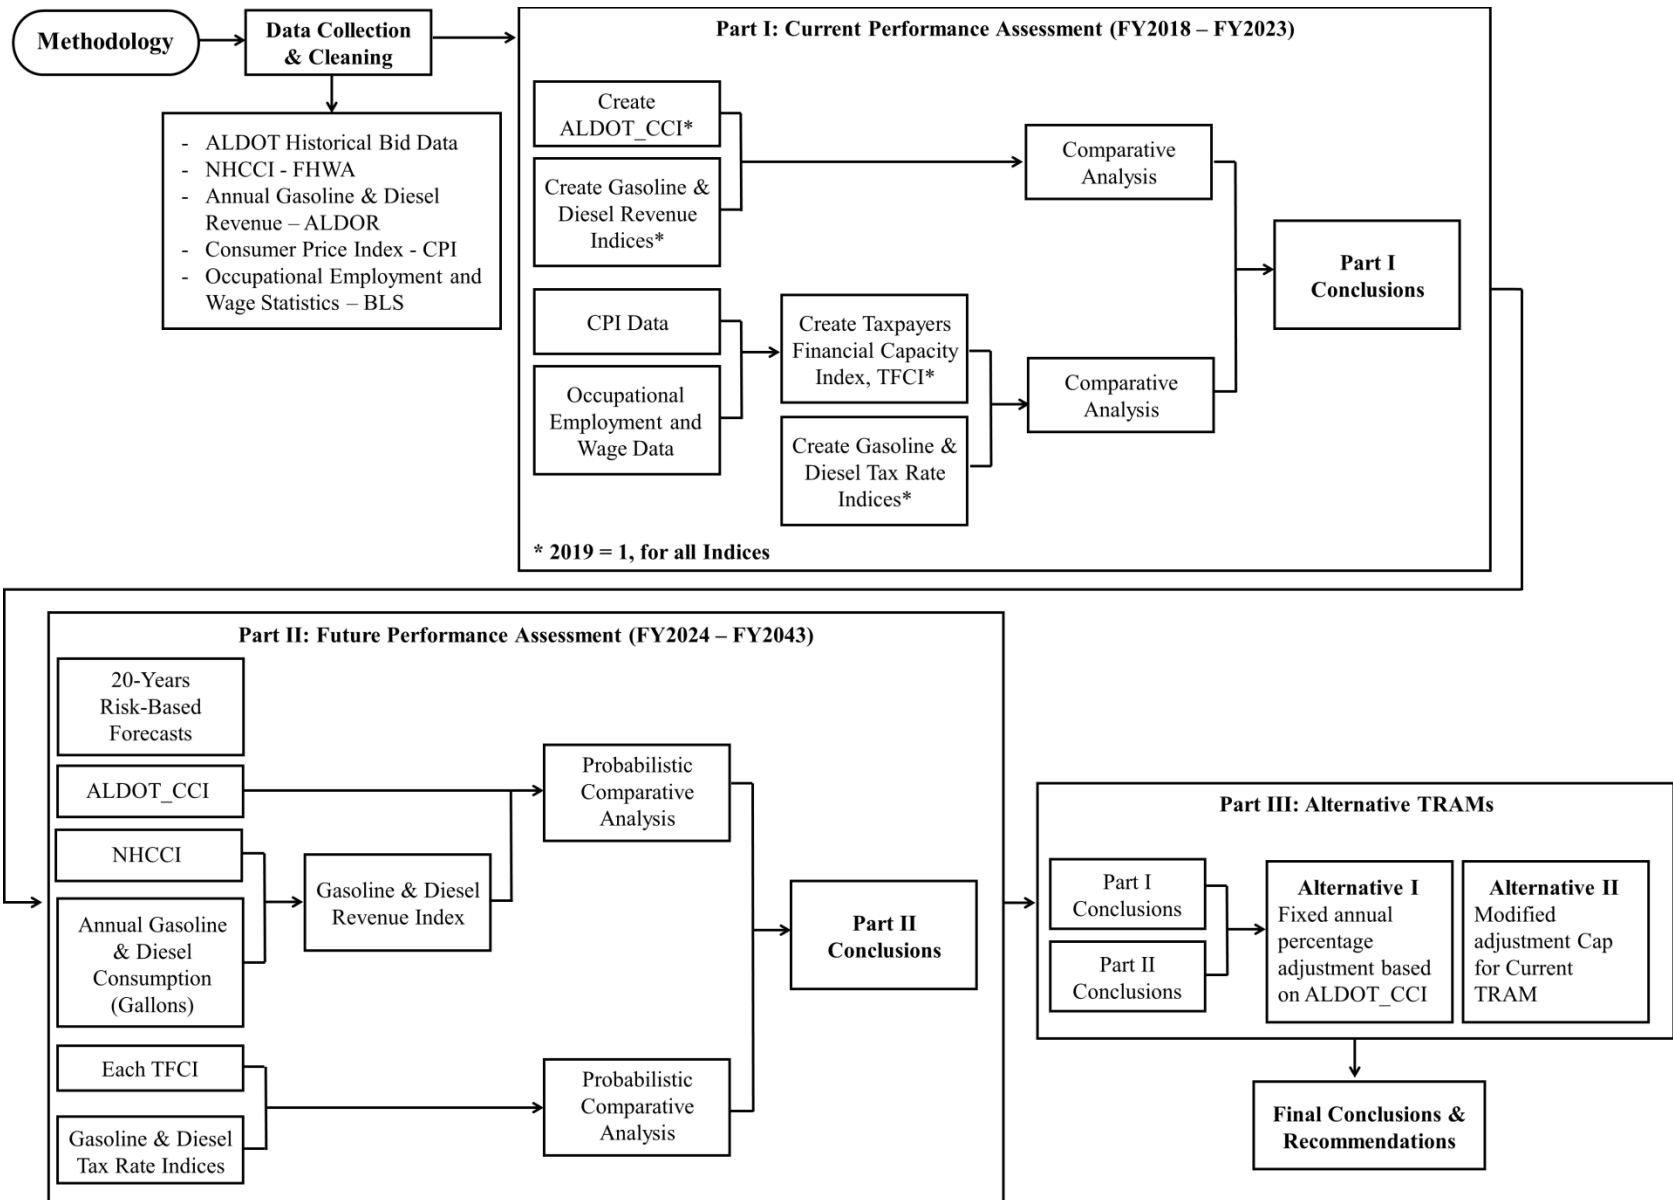 Methodology
Data Collection
& Cleaning
- ALDOT Historical Bid Data
- NHCCI - FHWA
- Annual Gasoline & Diesel
Revenue – ALDOR
- Consumer Price Index - CPI
- Occupational Employment and
Wage Statistics – BLS
Part I: Current Performance Assessment (FY2018 – FY2023)
Create
ALDOT_CCI*
Create Gasoline &
Diesel Revenue
Indices*
Comparative
Analysis
CPI Data
Occupational
Employment and
Wage Data
Create Taxpayers
Financial Capacity
Index, TFCI*
Create Gasoline &
Diesel Tax Rate
Indices*
Comparative
Analysis
Part I
Conclusions
* 2019 = 1, for all Indices
Part II: Future Performance Assessment (FY2024 – FY2043)
20-Years
Risk-Based
Forecasts
ALDOT_CCI
NHCCI
Annual Gasoline
& Diesel
Consumption
(Gallons)
Gasoline & Diesel
Revenue Index
Probabilistic
Comparative
Analysis
Each TFCI
Gasoline & Diesel
Tax Rate Indices
Probabilistic
Comparative
Analysis
Part II
Conclusions
Part III: Alternative TRAMs
Part I
Conclusions
Part II
Conclusions
Alternative I
Fixed annual
percentage
adjustment based
on ALDOT_CCI
Alternative II
Modified
adjustment Cap
for Current
TRAM
Final Conclusions &
Recommendations